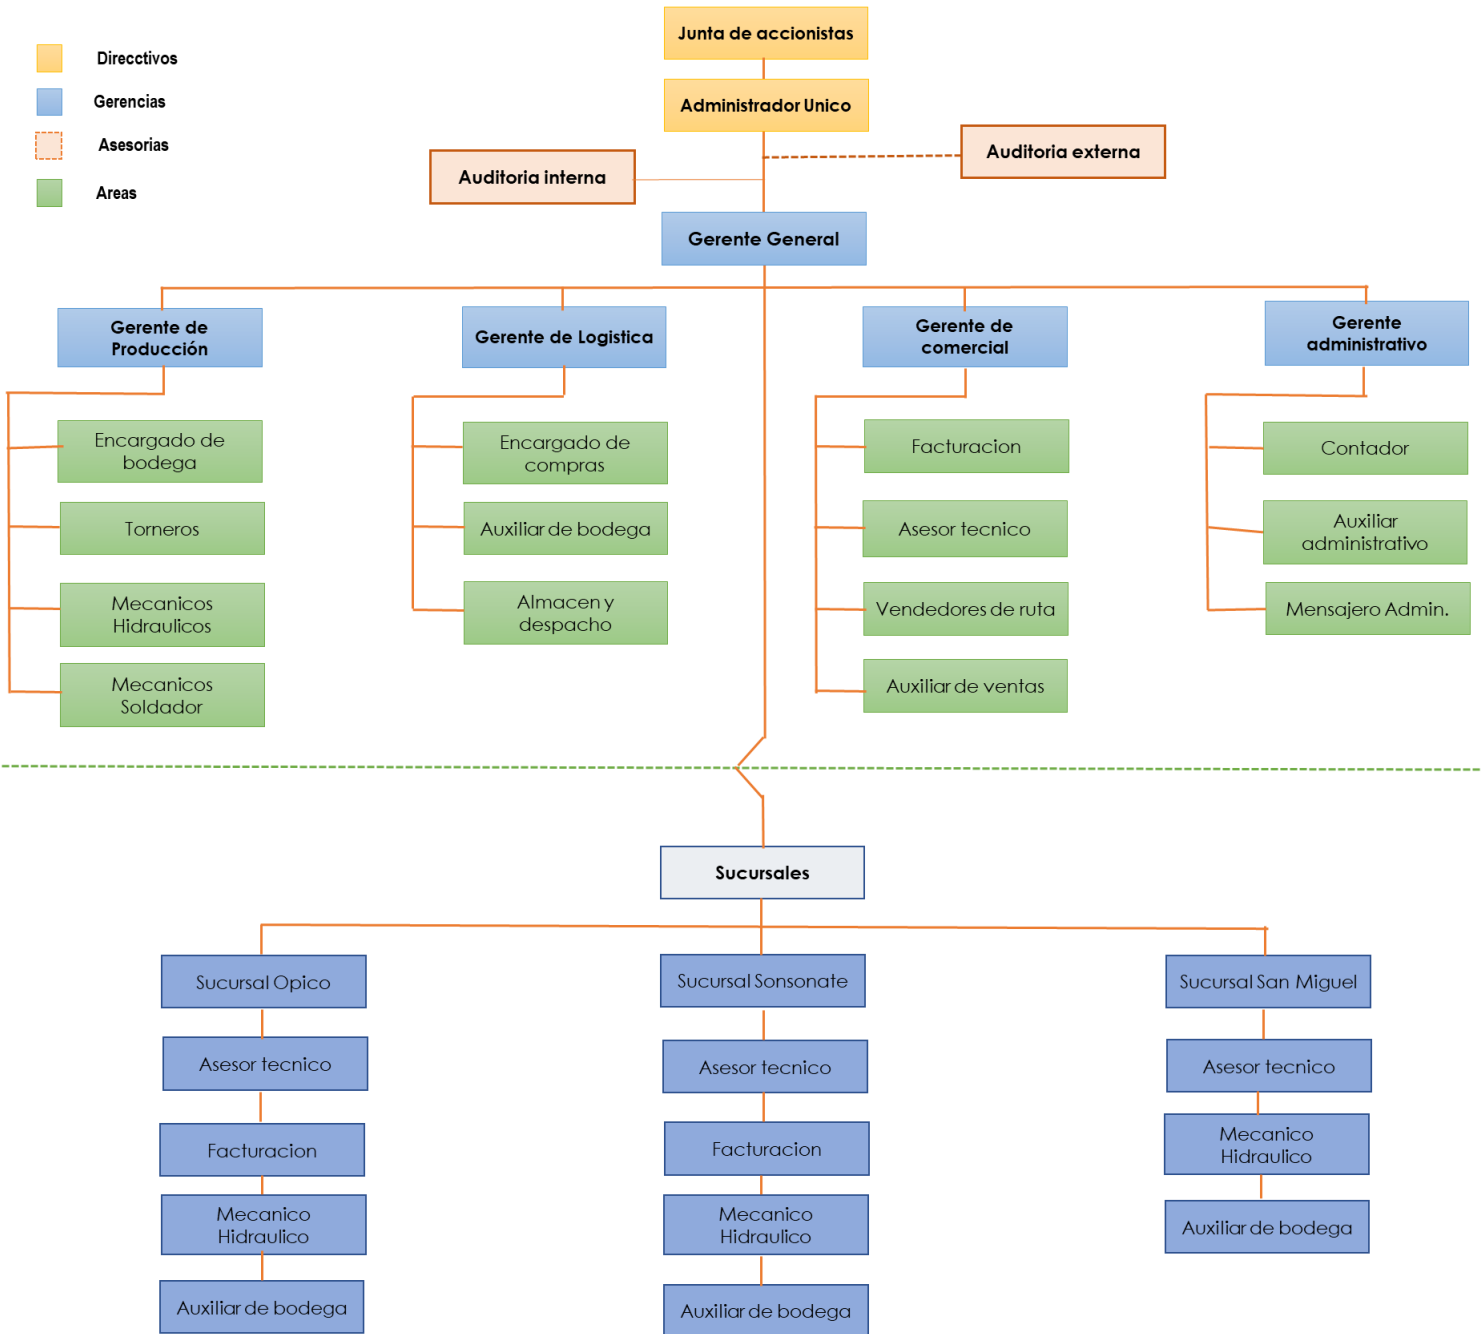 Junta de accionistas
Direcctivos
Gerencias
Asesorias
Areas
Administrador Unico
Auditoria externa
Auditoria interna
Gerente General
Gerente de
Producción
Gerente de Logistica
Gerente de
comercial
Gerente
administrativo
Encargado de
bodega
Torneros
Mecanicos
Hidraulicos
Mecanicos
Soldador
Encargado de
compras
Auxiliar de bodega
Almacen y
despacho
Facturacion
Asesor tecnico
Vendedores de ruta
Auxiliar de ventas
Contador
Auxiliar
administrativo
Mensajero Admin.
Sucursales
Sucursal Opico
Asesor tecnico
Facturacion
Mecanico
Hidraulico
Auxiliar de bodega
Sucursal Sonsonate
Asesor tecnico
Facturacion
Mecanico
Hidraulico
Auxiliar de bodega
Sucursal San Miguel
Asesor tecnico
Mecanico
Hidraulico
Auxiliar de bodega